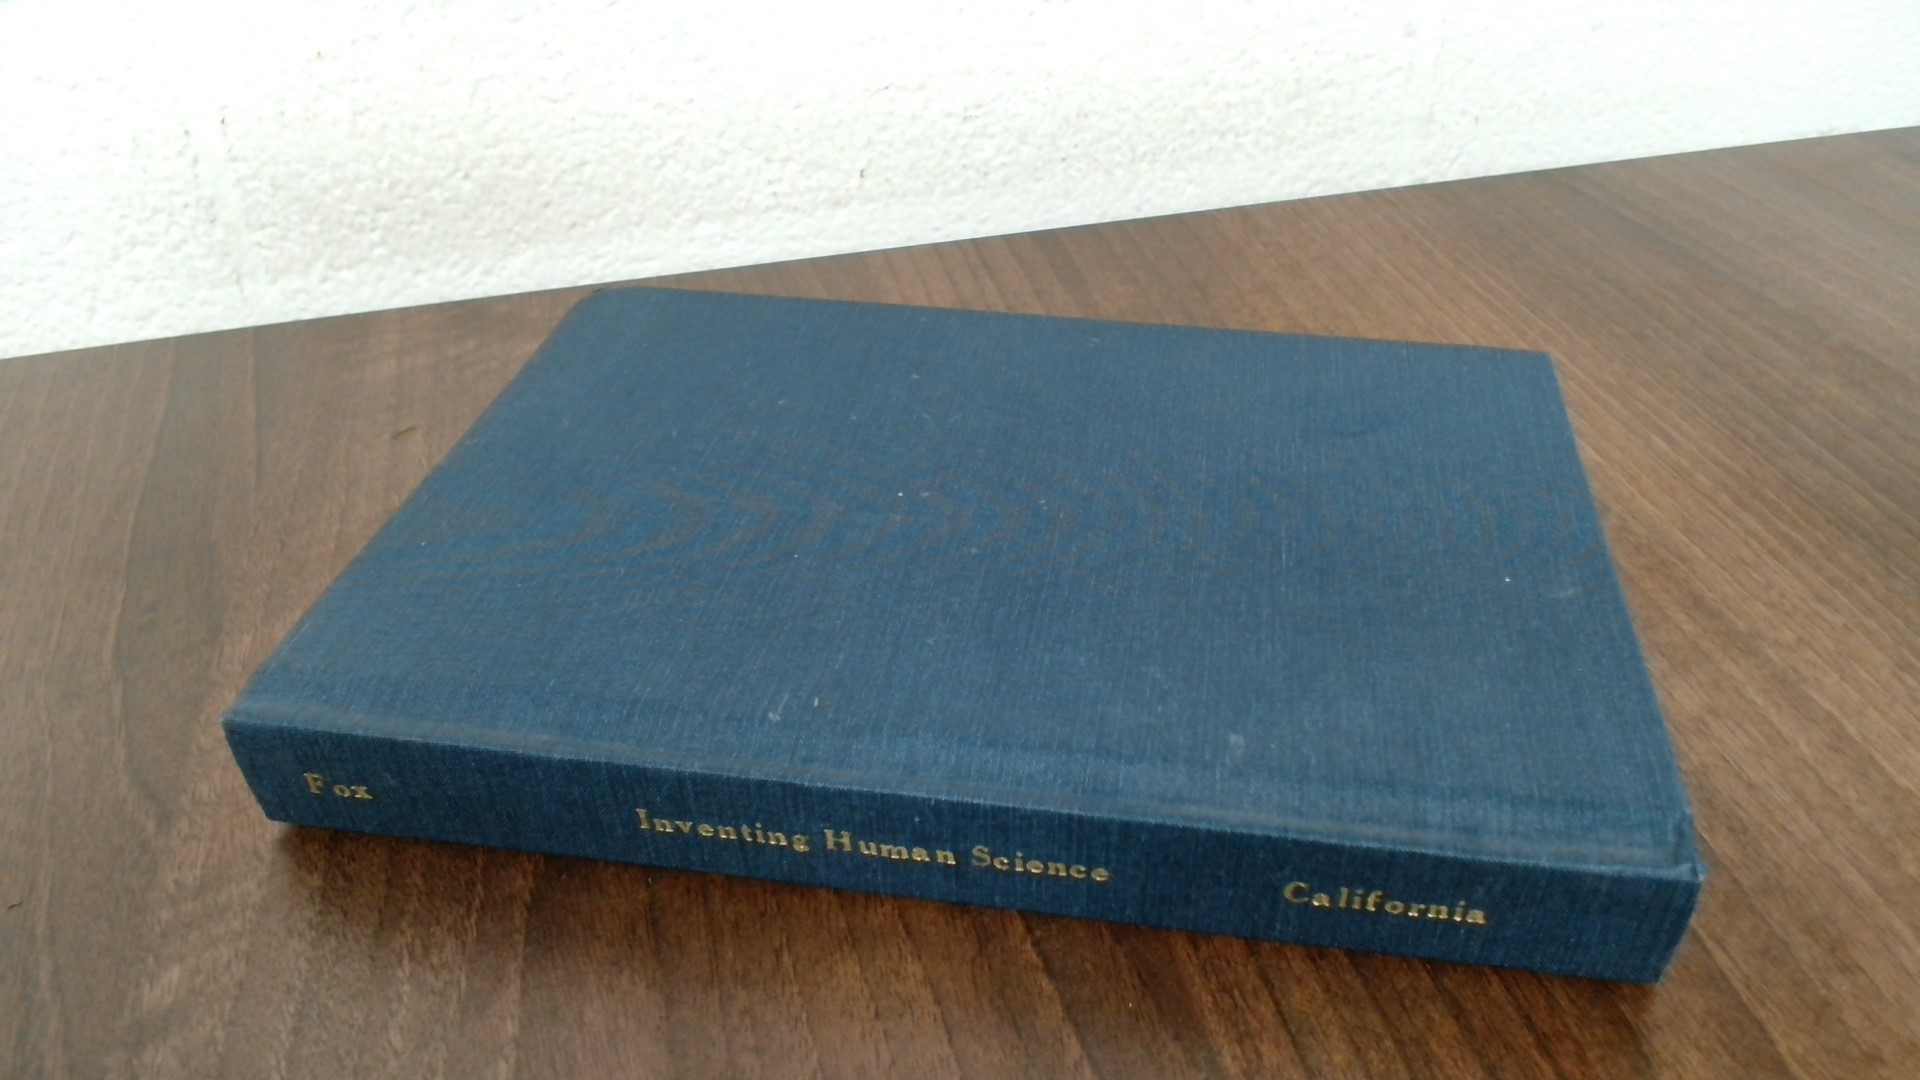 Fox
Inventing Human Science
California